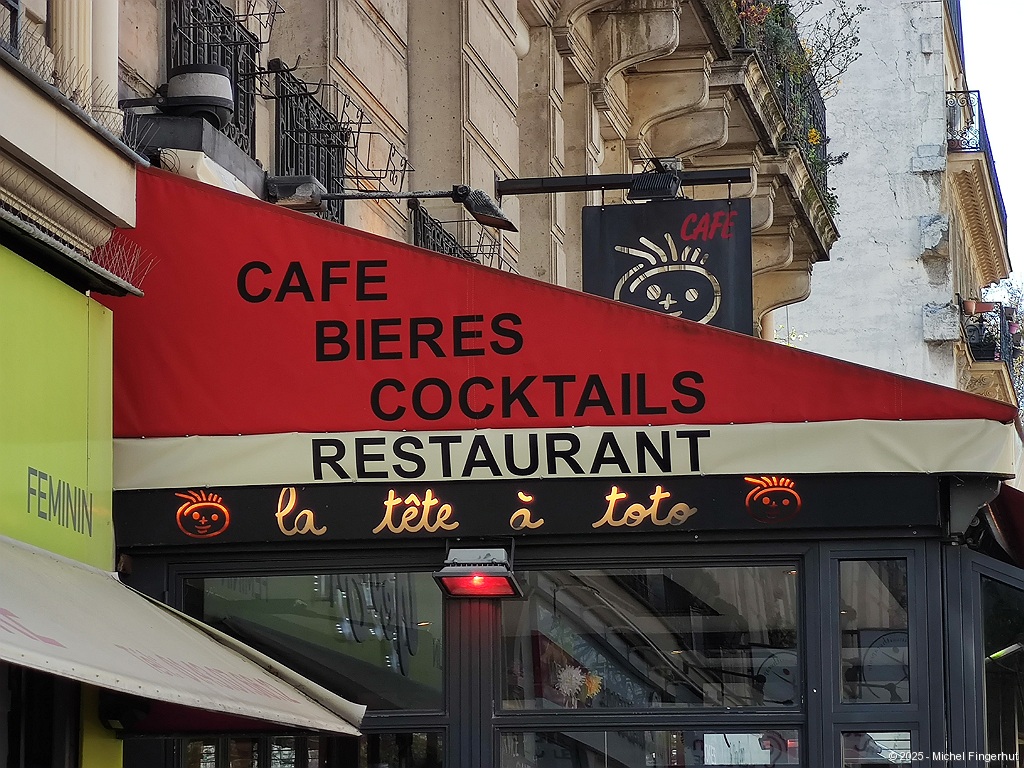 CAFE
CAFE
BIERES
COCKTAILS
RESTAURANT
la tête à toto
FEMININ
©2025 - Michel Fingerhut